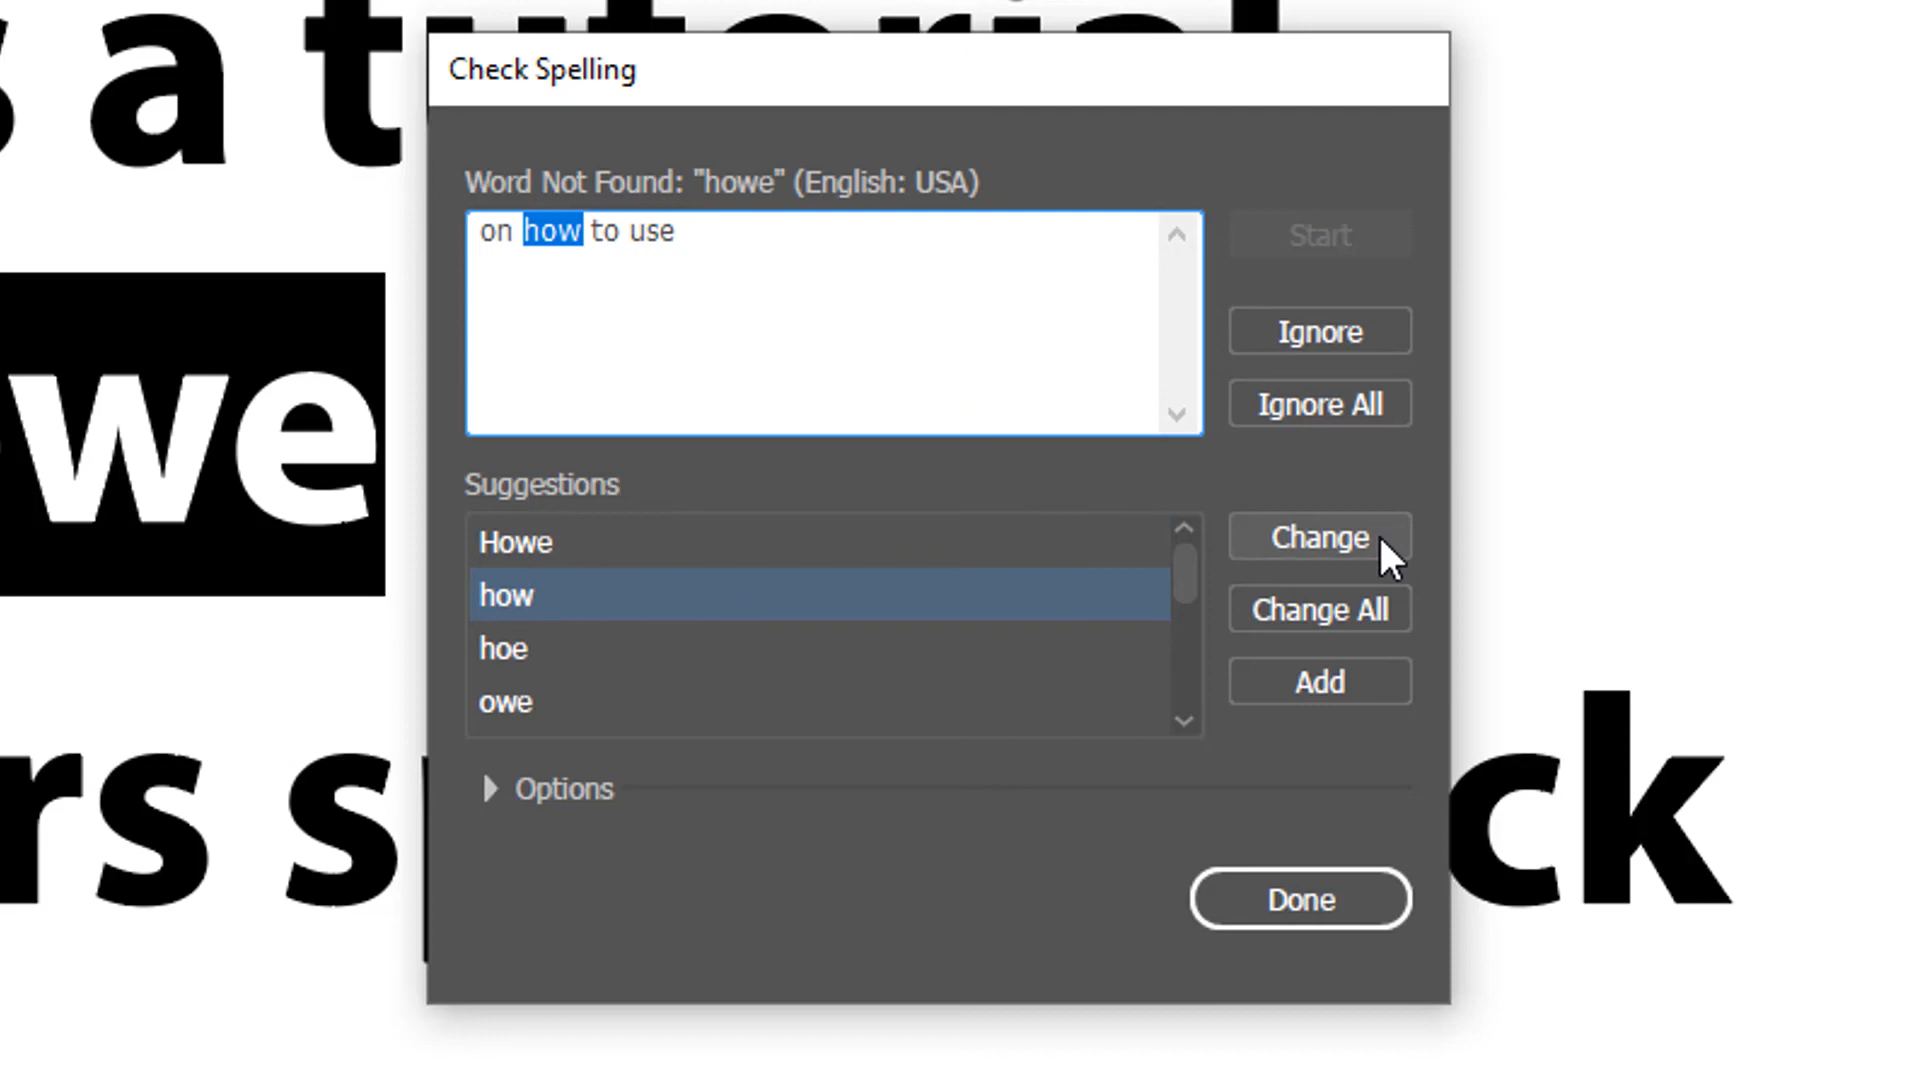 s a tutorial
Check Spelling
Word Not Found: "howe" (English: USA)
on how to use
Start
Ignore
Ignore All
we
Suggestions
Howe
how
hoe
owe
Change
Change All
Add
Options
rs s
ck
Done